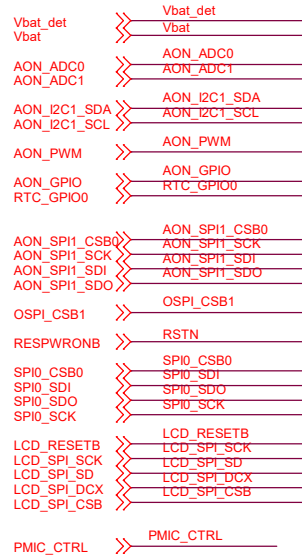 Vbat_det Vbat_det
Vbat Vbat
AON_ADC0 AON_ADC0
AON_ADC1 AON_ADC1
AON_I2C1_SDA AON_I2C1_SDA
AON_I2C1_SCL AON_I2C1_SCL
AON_PWM AON_PWM
AON_GPIO AON_GPIO
RTC_GPIO0 RTC_GPIO0
AON_SPI1_CSB0 AON_SPI1_CSB0
AON_SPI1_SCK AON_SPI1_SCK
AON_SPI1_SDI AON_SPI1_SDI
AON_SPI1_SDO AON_SPI1_SDO
OSPI_CSB1 OSPI_CSB1
RESPWRONB RSTN
SPI0_CSB0 SPI0_CSB0
SPI0_SDI SPI0_SDI
SPI0_SDO SPI0_SDO
SPI0_SCK SPI0_SCK
LCD_RESETB LCD_RESETB
LCD_SPI_SCK LCD_SPI_SCK
LCD_SPI_SD LCD_SPI_SD
LCD_SPI_DCX LCD_SPI_DCX
LCD_SPI_CSB LCD_SPI_CSB
PMIC_CTRL PMIC_CTRL